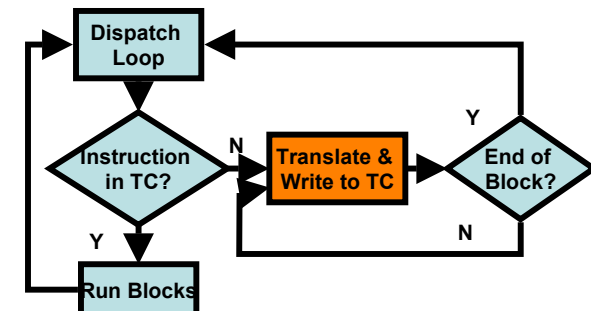 Dispatch
Loop
Instruction
in TC?
N
Translate &
Write to TC
End of
Block?
Y
N
Y
Run Blocks